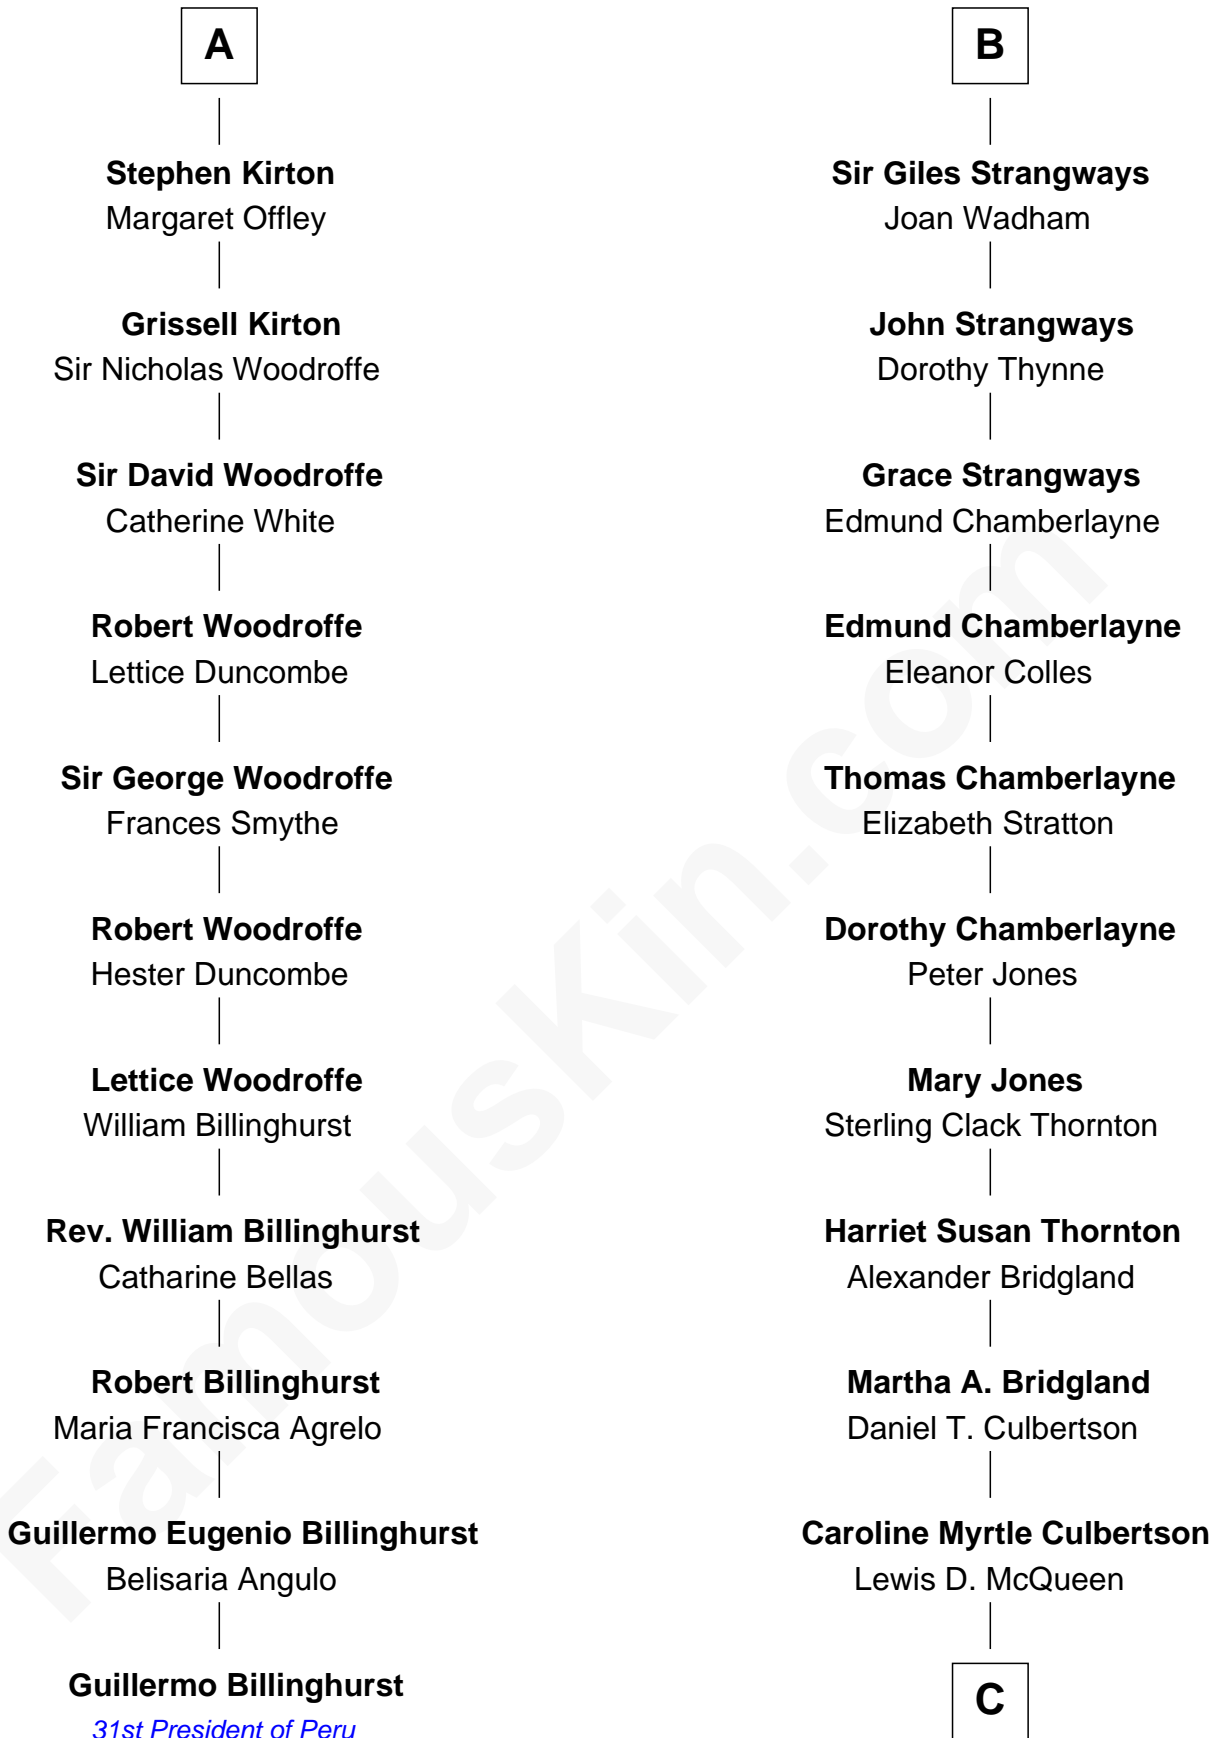 A
Stephen Kirton
Margaret Offley
Grissell Kirton
Sir Nicholas Woodroffe
Sir David Woodroffe
Catherine White
Robert Woodroffe
Lettice Duncombe
Sir George Woodroffe
Frances Smythe
Robert Woodroffe
Hester Duncombe
Lettice Woodroffe
William Billinghurst
Rev. William Billinghurst
Catharine Bellas
Robert Billinghurst
Maria Francisca Agrelo
Guillermo Eugenio Billinghurst
Belisaria Angulo
Guillermo Billinghurst
31st President of Peru
B
Sir Giles Strangways
Joan Wadham
John Strangways
Dorothy Thynne
Grace Strangways
Edmund Chamberlayne
Edmund Chamberlayne
Eleanor Colles
Thomas Chamberlayne
Elizabeth Stratton
Dorothy Chamberlayne
Peter Jones
Mary Jones
Sterling Clack Thornton
Harriet Susan Thornton
Alexander Bridgland
Martha A. Bridgland
Daniel T. Culbertson
Caroline Myrtle Culbertson
Lewis D. McQueen
C
FamousKin.com